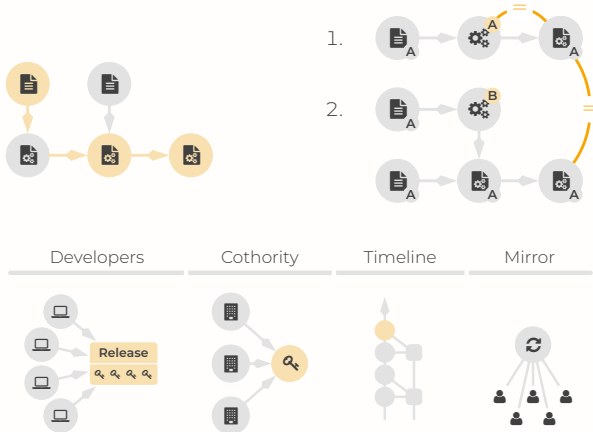 A
=
1.
A
A
2.
B
=
A
A
A
A
Developers
Cothority
Timeline
Mirror
Release